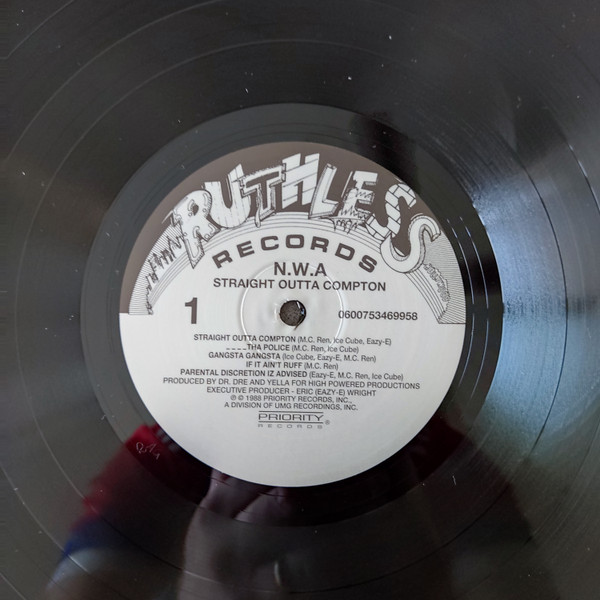 RUTHLESS
RECORDS
N.W.A
STRAIGHT OUTTA COMPTON
1
0600753469958
STRAIGHT OUTTA COMPTON (M.C. Ren, Ice Cube, Eazy-E)
_ _ _ _THA POLICE (M.C. Ren, Ice Cube)
GANGSTA GANGSTA (Ice Cube, Eazy-E, M.C. Ren)
IF IT AIN'T RUFF (M.C. Ren)
PARENTAL DISCRETION IZ ADVISED (Eazy-E, M.C. Ren, Ice Cube)
PRODUCED BY DR. DRE AND YELLA FOR HIGH POWERED PRODUCTIONS
EXECUTIVE PRODUCER - ERIC (EAZY-E) WRIGHT
℗ © 1988 PRIORITY RECORDS, INC.,
A DIVISION OF UMG RECORDINGS, INC.
PRIORITY®
RECORDS